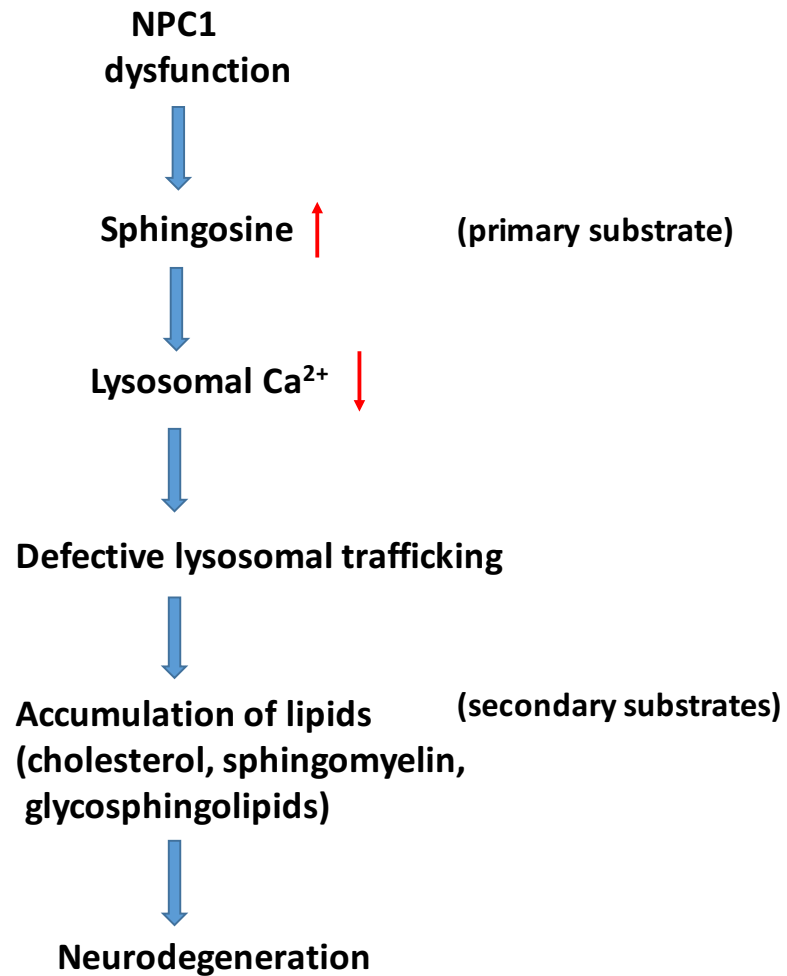 NPC1
dysfunction
Sphingosine (primary substrate)
Lysosomal Ca²⁺
Defective lysosomal trafficking
Accumulation of lipids (secondary substrates)
(cholesterol, sphingomyelin,
glycosphingolipids)
Neurodegeneration